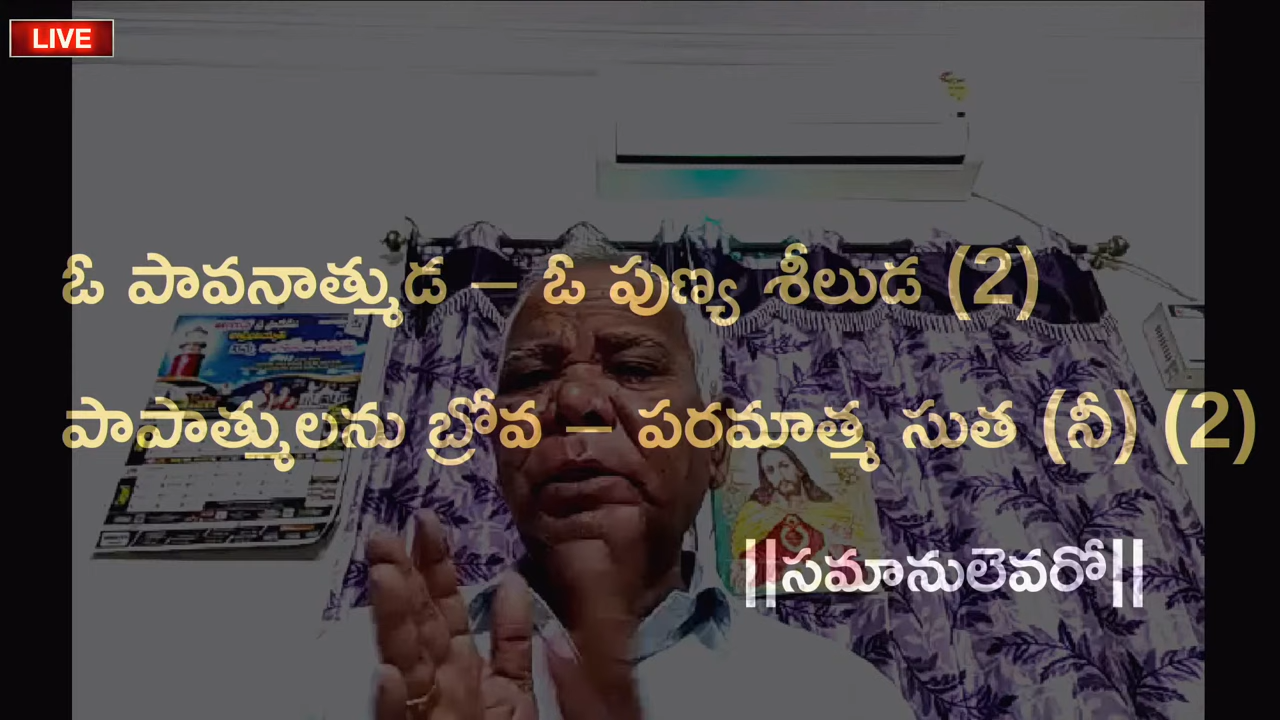 LIVE
ఓ పావనాత్ముడ – ఓ పుణ్య శీలుడ (2)
పాపాత్ములను బ్రోవ – పరమాత్మ సుత (నీ) (2)
||సమానులెవరో||